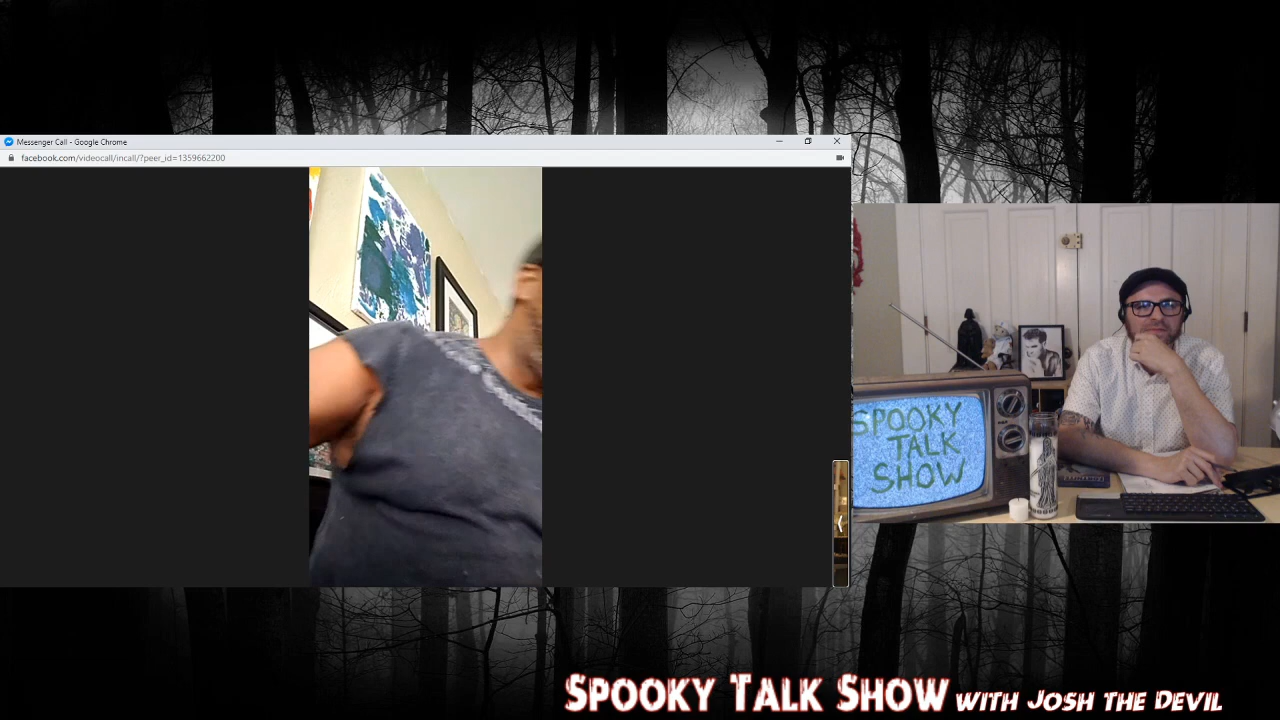 Messenger Call - Google Chrome
facebook.com/videocall/incall/?peer_id=1359662200
SPOOKY
TALK
SHOW
SPOOKY TALK SHOW WITH JOSH THE DEVIL